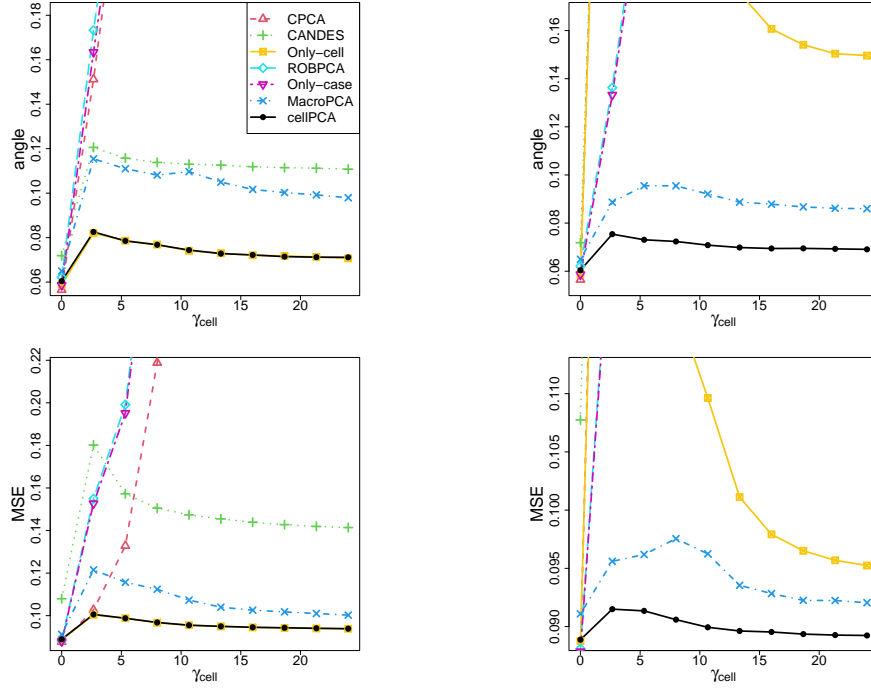 0.18
0.16
0.14
0.12
0.10
0.08
0.06
angle
0 5 10 15 20
γcell
CPCA
CANDES
Only−cell
ROBPCA
Only−case
MacroPCA
cellPCA
0.16
0.14
0.12
0.10
0.08
0.06
angle
0 5 10 15 20
γcell
0.22
0.20
0.18
0.16
0.14
0.12
0.10
MSE
0 5 10 15 20
γcell
0.110
0.105
0.100
0.095
0.090
MSE
0 5 10 15 20
γcell